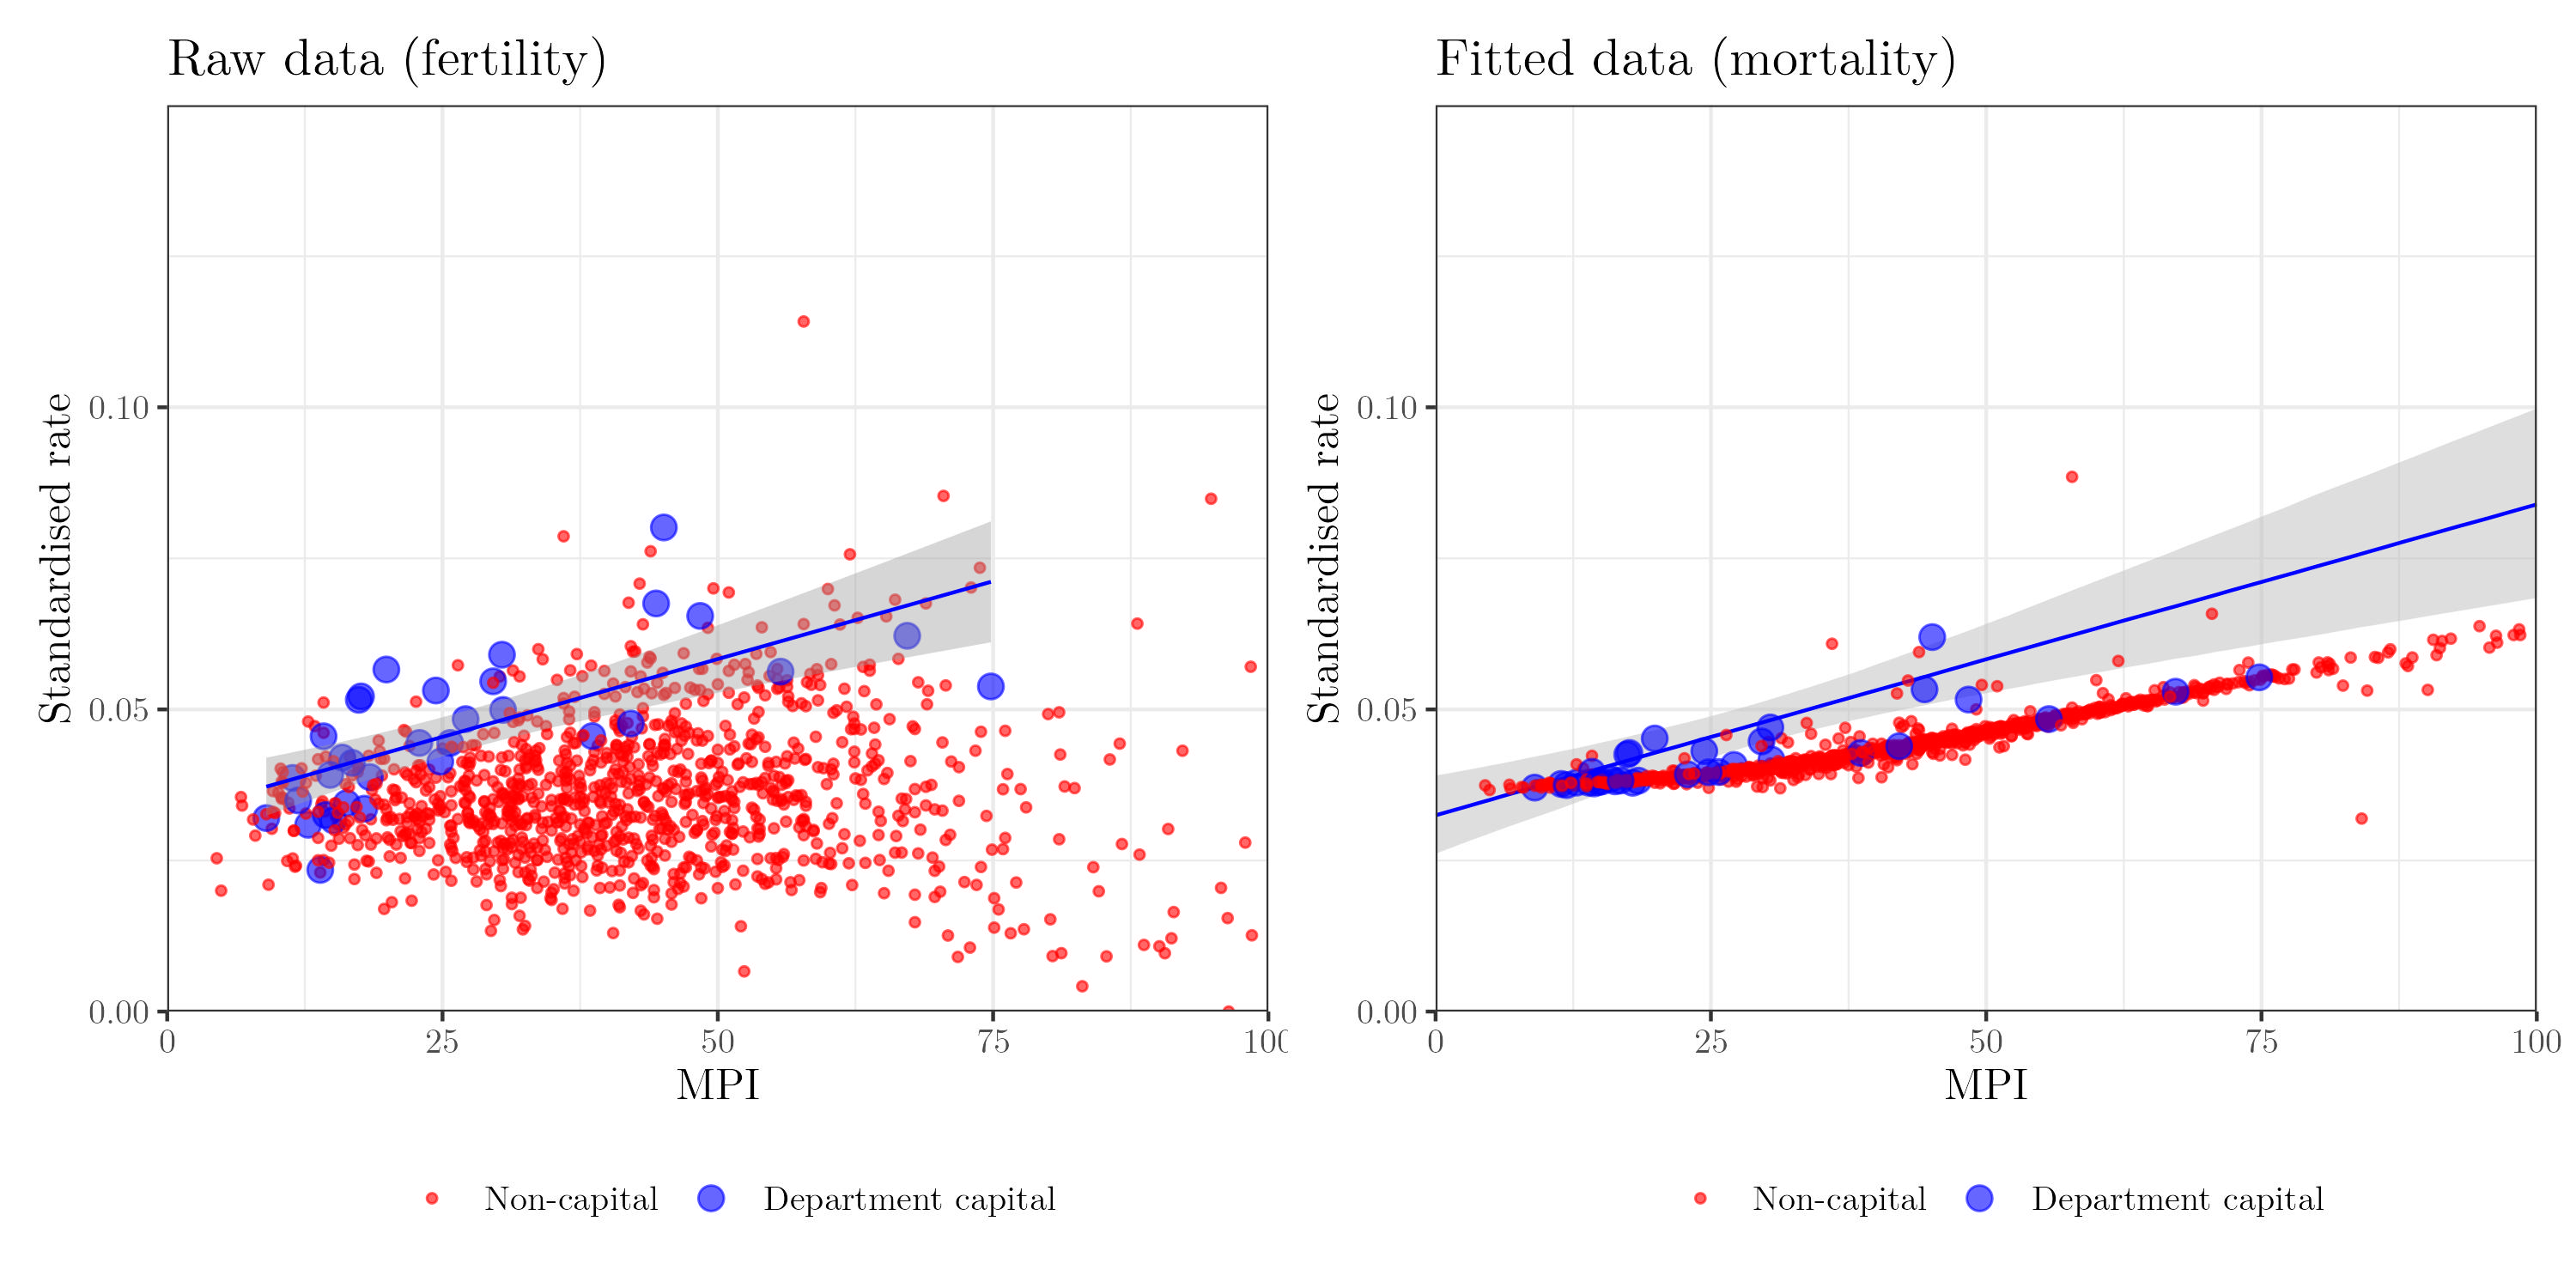 Raw data (fertility)
Standardised rate
0.10
0.05
0.00
0 25 50 75 100
MPI
Non-capital Department capital
Fitted data (mortality)
Standardised rate
0.10
0.05
0.00
0 25 50 75 100
MPI
Non-capital Department capital